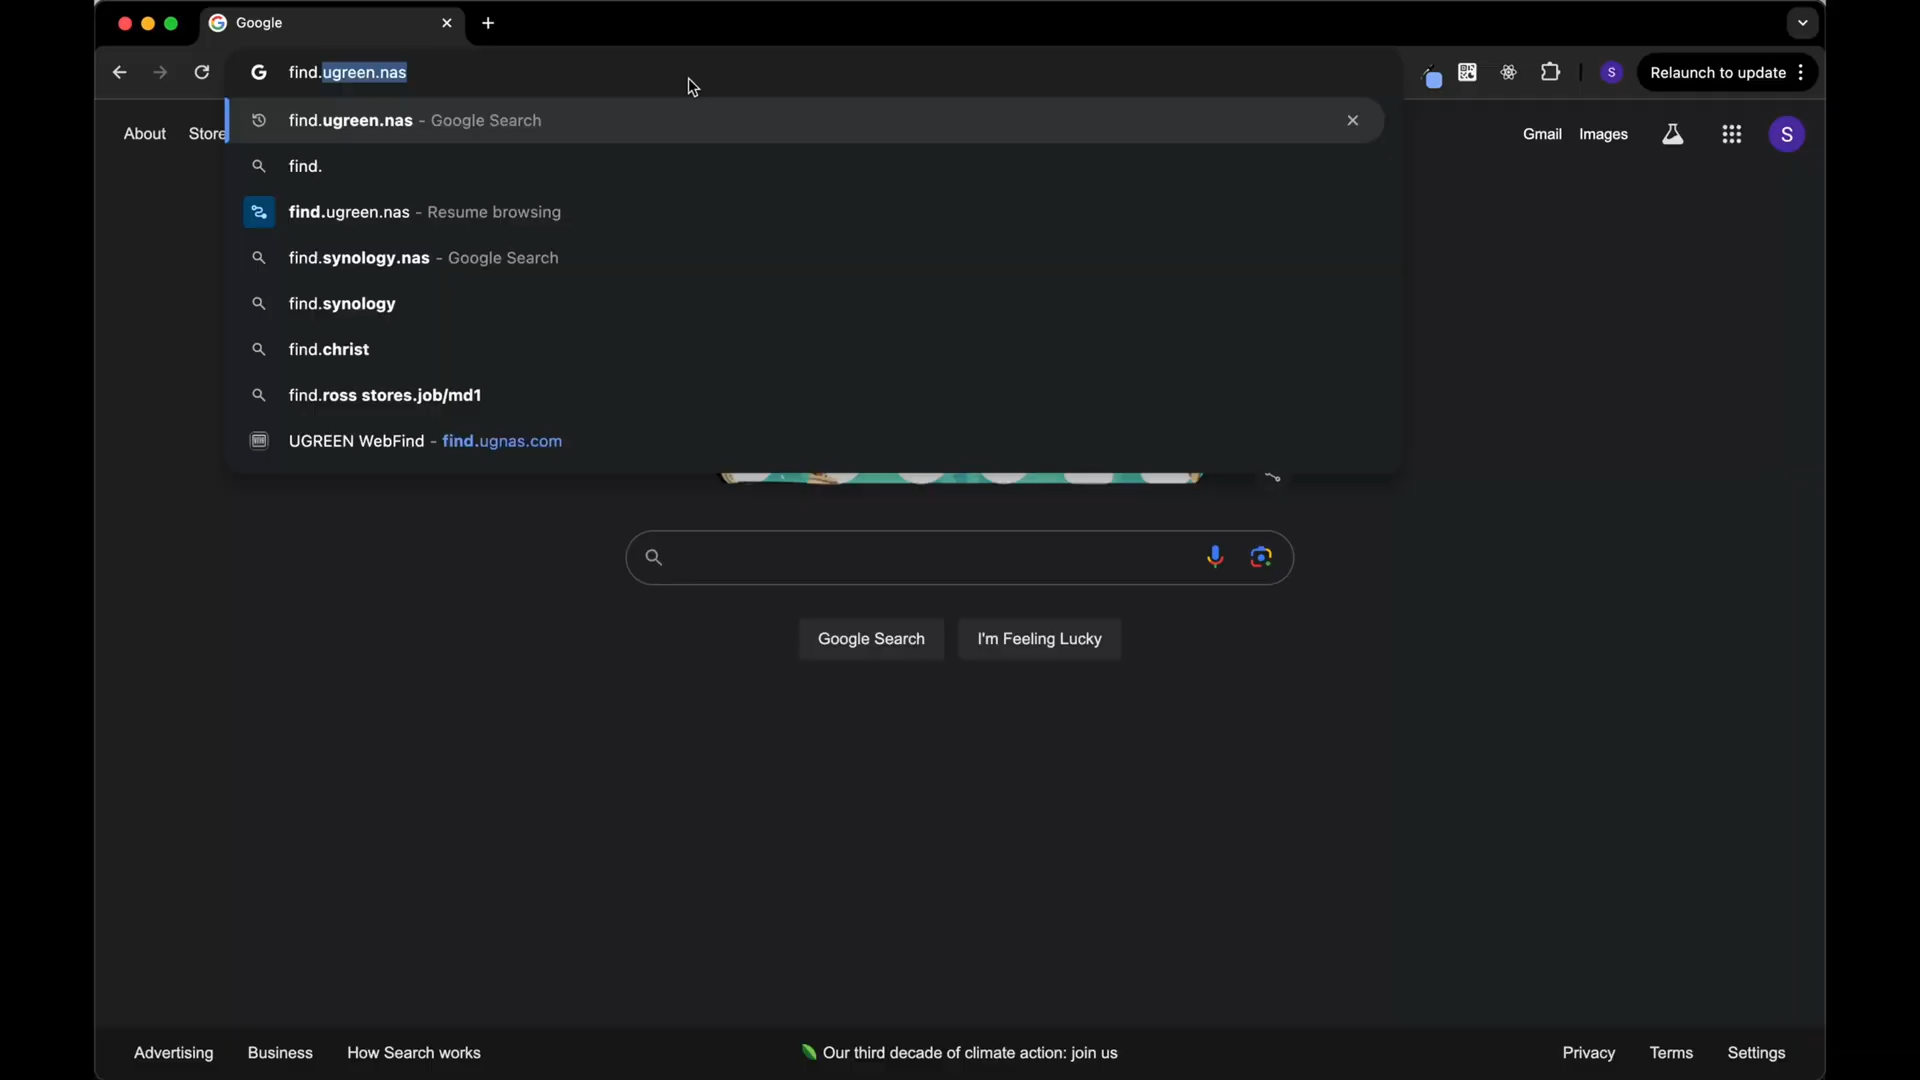 Google
find.ugreen.nas
Relaunch to update
S
find.ugreen.nas - Google Search
find.
find.ugreen.nas - Resume browsing
find.synology.nas - Google Search
find.synology
find.christ
find.ross stores.job/md1
UGREEN WebFind - find.ugnas.com
About Store
Gmail Images
S
Google Search I'm Feeling Lucky
Advertising Business How Search works
Our third decade of climate action: join us
Privacy Terms Settings